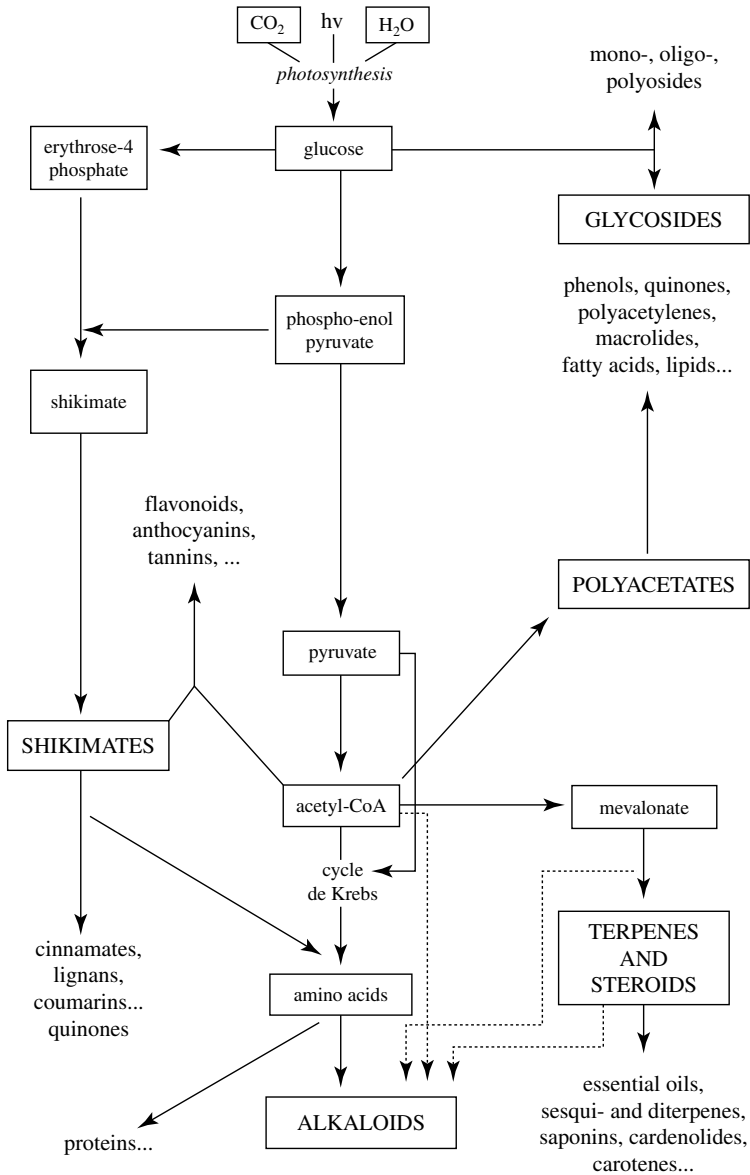 CO₂
hv
H₂O
photosynthesis
mono-, oligo-,
polyosides
erythrose-4
phosphate
glucose
GLYCOSIDES
phenols, quinones,
polyacetylenes,
macrolides,
fatty acids, lipids...
phospho-enol
pyruvate
shikimate
flavonoids,
anthocyanins,
tannins, ...
POLYACETATES
pyruvate
SHIKIMATES
acetyl-CoA
mevalonate
cycle
de Krebs
cinnamates,
lignans,
coumarins...
quinones
TERPENES
AND
STEROIDS
amino acids
essential oils,
sesqui- and diterpenes,
saponins, cardenolides,
carotenes...
ALKALOIDS
proteins...